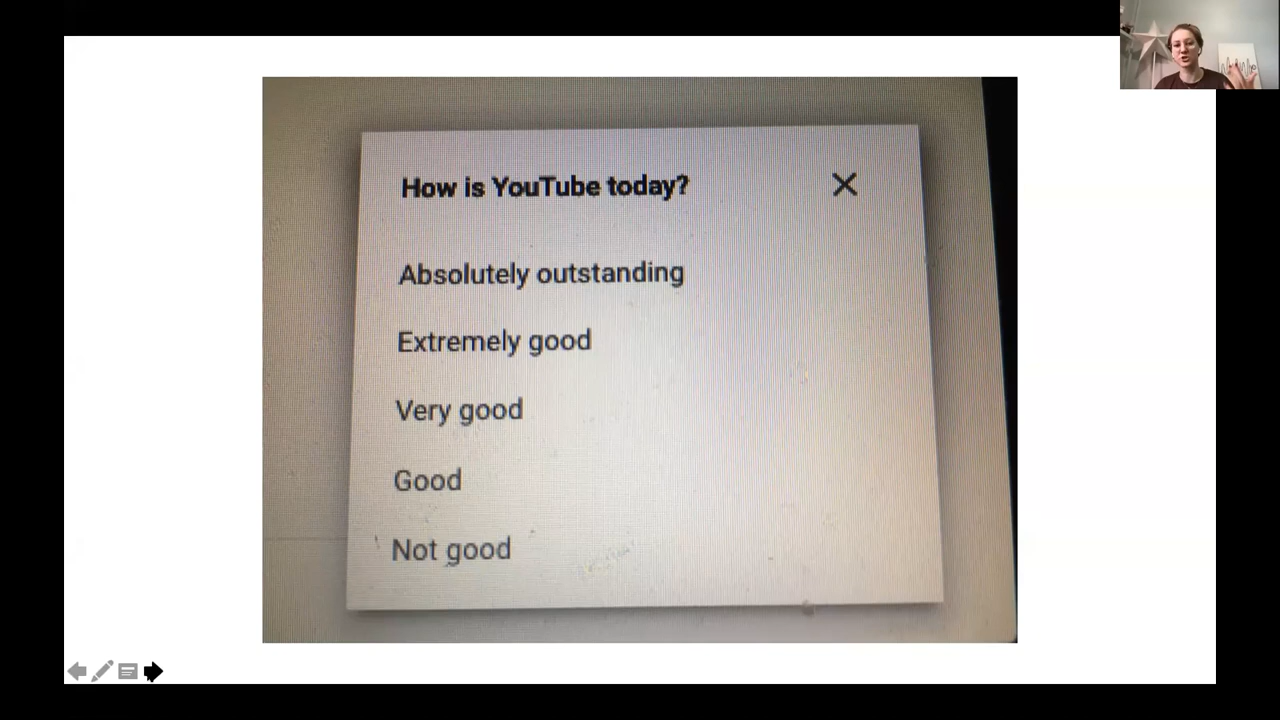 How is YouTube today?
Absolutely outstanding
Extremely good
Very good
Good
Not good